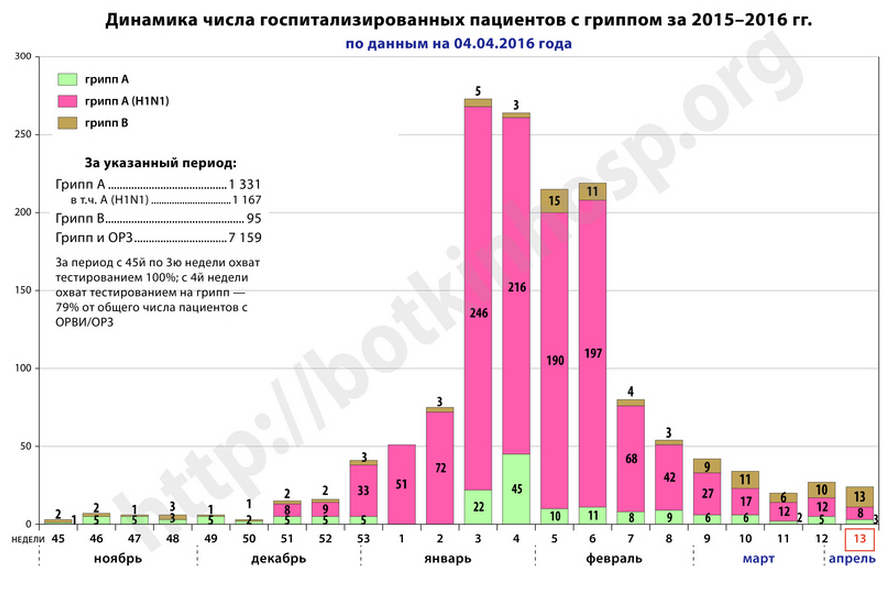 Динамика числа госпитализированных пациентов с гриппом за 2015–2016 гг.
по данным на 04.04.2016 года
300
250
200
150
100
50
0
грипп А
грипп А (H1N1)
грипп В
За указанный период:
Грипп А ........................................ 1 331
в т.ч. А (H1N1) ................................ 1 167
Грипп В ........................................ 95
Грипп и ОРЗ ................................ 7 159
За период с 45й по 3ю недели охват
тестированием 100%; с 4й недели
охват тестированием на грипп —
79% от общего числа пациентов с
ОРВИ/ОРЗ
2 1
2 5
1 5
3 3
1 5
1 2
2 8 5
2 9 5
3 33 5
51
3 72
5 246 22
3 216 45
15 190 10
11 197 11
4 68 8
3 42 9
9 27 6
11 17 6
6 12 2
10 12 5
13 8 3
НЕДЕЛИ 45 46 47 48 49 50 51 52 53 1 2 3 4 5 6 7 8 9 10 11 12 13
ноябрь декабрь январь февраль март апрель
http://botkinhosp.org